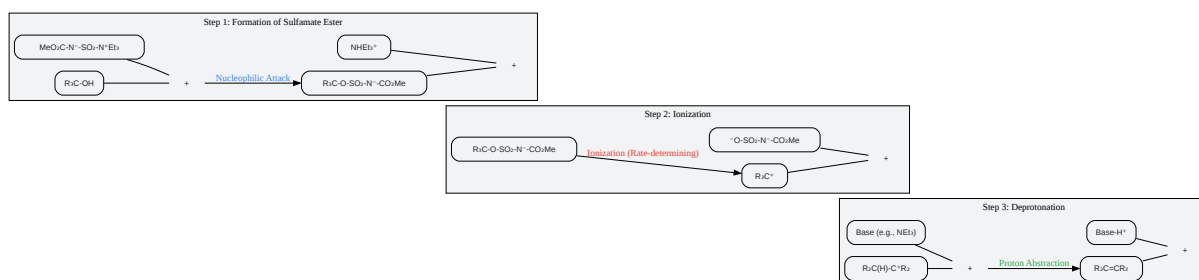 Step 1: Formation of Sulfamate Ester
MeO₂C-N⁻-SO₂-N⁺Et₃
NHEt₃⁺
+
R₃C-OH
+
Nucleophilic Attack
R₃C-O-SO₂-N⁻-CO₂Me
Step 2: Ionization
R₃C-O-SO₂-N⁻-CO₂Me
Ionization (Rate-determining)
⁻O-SO₂-N⁻-CO₂Me
+
R₃C⁺
Step 3: Deprotonation
Base (e.g., NEt₃)
Base-H⁺
+
R₂C(H)-C⁺R₂
+
Proton Abstraction
R₂C=CR₂